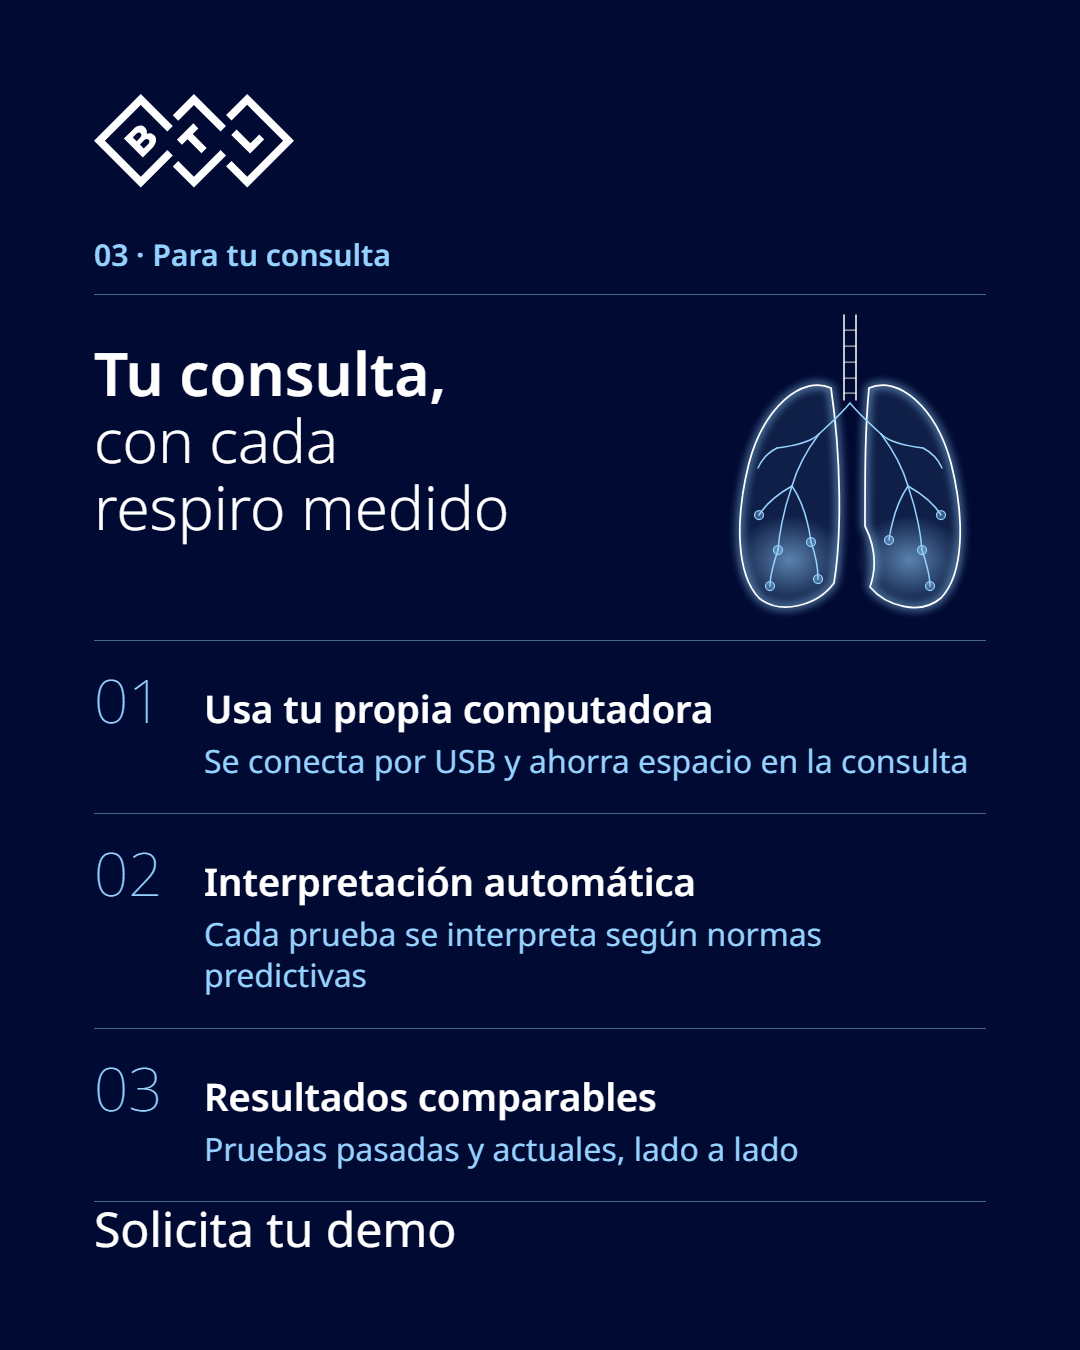 BTL
03 · Para tu consulta
Tu consulta,
con cada
respiro medido
01
Usa tu propia computadora
Se conecta por USB y ahorra espacio en la consulta
02
Interpretación automática
Cada prueba se interpreta según normas
predictivas
03
Resultados comparables
Pruebas pasadas y actuales, lado a lado
Solicita tu demo